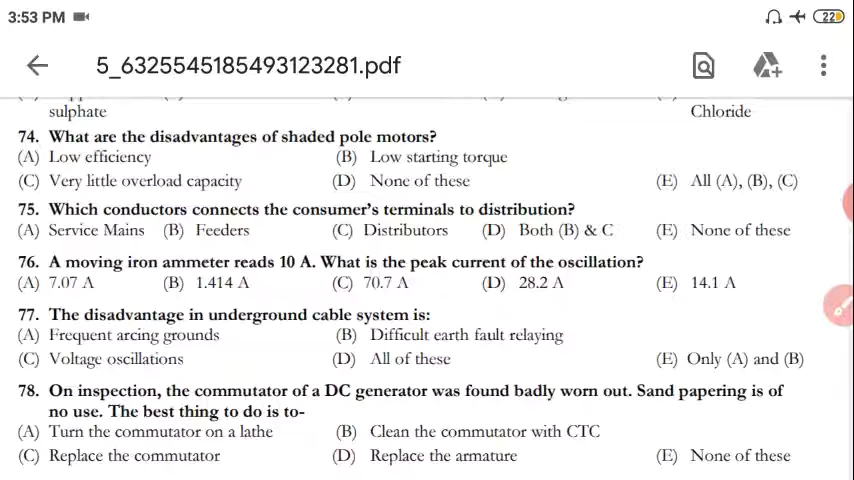 3:53 PM
22
5_6325545185493123281.pdf
sulphate Chloride
74. What are the disadvantages of shaded pole motors?
(A) Low efficiency (B) Low starting torque
(C) Very little overload capacity (D) None of these (E) All (A), (B), (C)
75. Which conductors connects the consumer's terminals to distribution?
(A) Service Mains (B) Feeders (C) Distributors (D) Both (B) & C (E) None of these
76. A moving iron ammeter reads 10 A. What is the peak current of the oscillation?
(A) 7.07 A (B) 1.414 A (C) 70.7 A (D) 28.2 A (E) 14.1 A
77. The disadvantage in underground cable system is:
(A) Frequent arcing grounds (B) Difficult earth fault relaying
(C) Voltage oscillations (D) All of these (E) Only (A) and (B)
78. On inspection, the commutator of a DC generator was found badly worn out. Sand papering is of
no use. The best thing to do is to-
(A) Turn the commutator on a lathe (B) Clean the commutator with CTC
(C) Replace the commutator (D) Replace the armature (E) None of these